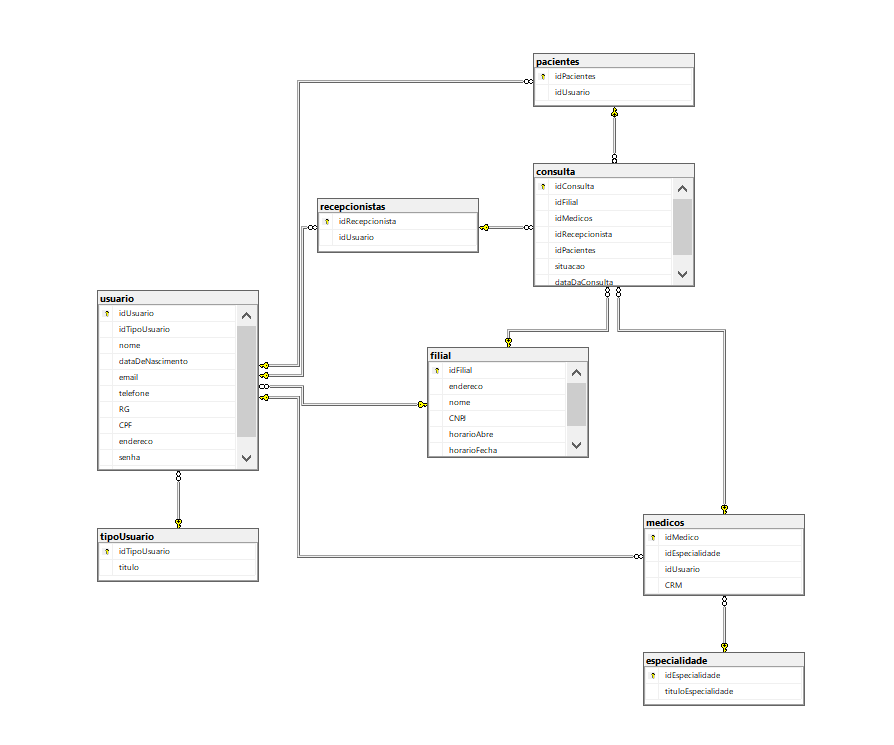 pacientes
idPacientes
idUsuario
consulta
idConsulta
idFilial
idMedicos
idRecepcionista
idPacientes
situacao
dataDaConsulta
recepcionistas
idRecepcionista
idUsuario
usuario
idUsuario
idTipoUsuario
nome
dataDeNascimento
email
telefone
RG
CPF
endereco
senha
filial
idFilial
endereco
nome
CNPJ
horarioAbre
horarioFecha
tipoUsuario
idTipoUsuario
titulo
medicos
idMedico
idEspecialidade
idUsuario
CRM
especialidade
idEspecialidade
tituloEspecialidade